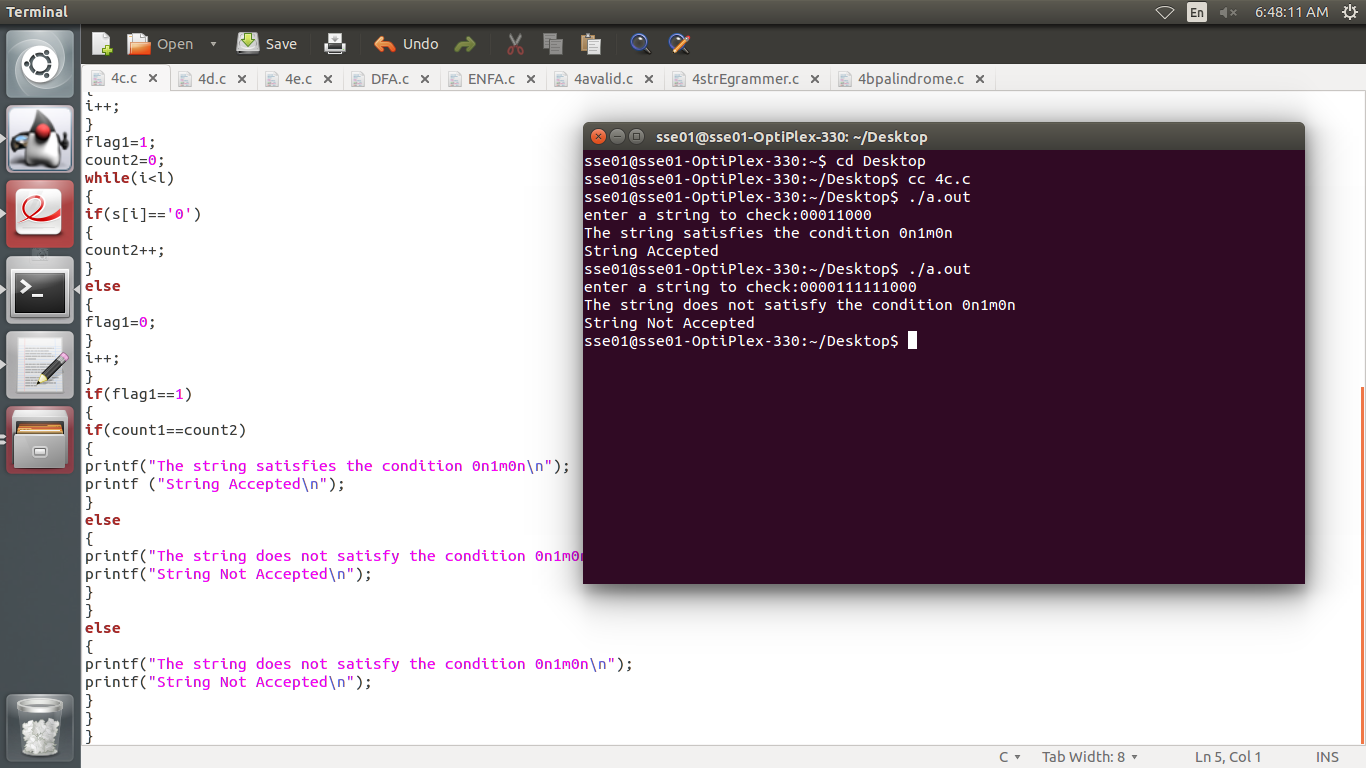 Terminal
En
6:48:11 AM
Open
Save
Undo
4c.c
4d.c
4e.c
DFA.c
ENFA.c
4avalid.c
4strEgrammer.c
4bpalindrome.c
{
i++;
}
flag1=1;
count2=0;
while(i<l)
{
if(s[i]=='0')
{
count2++;
}
else
{
flag1=0;
}
i++;
}
if(flag1==1)
{
if(count1==count2)
{
printf("The string satisfies the condition 0n1m0n\n");
printf ("String Accepted\n");
}
else
{
printf("The string does not satisfy the condition 0n1m0n
printf("String Not Accepted\n");
}
}
else
{
printf("The string does not satisfy the condition 0n1m0n\n");
printf("String Not Accepted\n");
}
}
}
sse01@sse01-OptiPlex-330: ~/Desktop
sse01@sse01-OptiPlex-330:~$ cd Desktop
sse01@sse01-OptiPlex-330:~/Desktop$ cc 4c.c
sse01@sse01-OptiPlex-330:~/Desktop$ ./a.out
enter a string to check:00011000
The string satisfies the condition 0n1m0n
String Accepted
sse01@sse01-OptiPlex-330:~/Desktop$ ./a.out
enter a string to check:0000111111000
The string does not satisfy the condition 0n1m0n
String Not Accepted
sse01@sse01-OptiPlex-330:~/Desktop$
C
Tab Width: 8
Ln 5, Col 1
INS